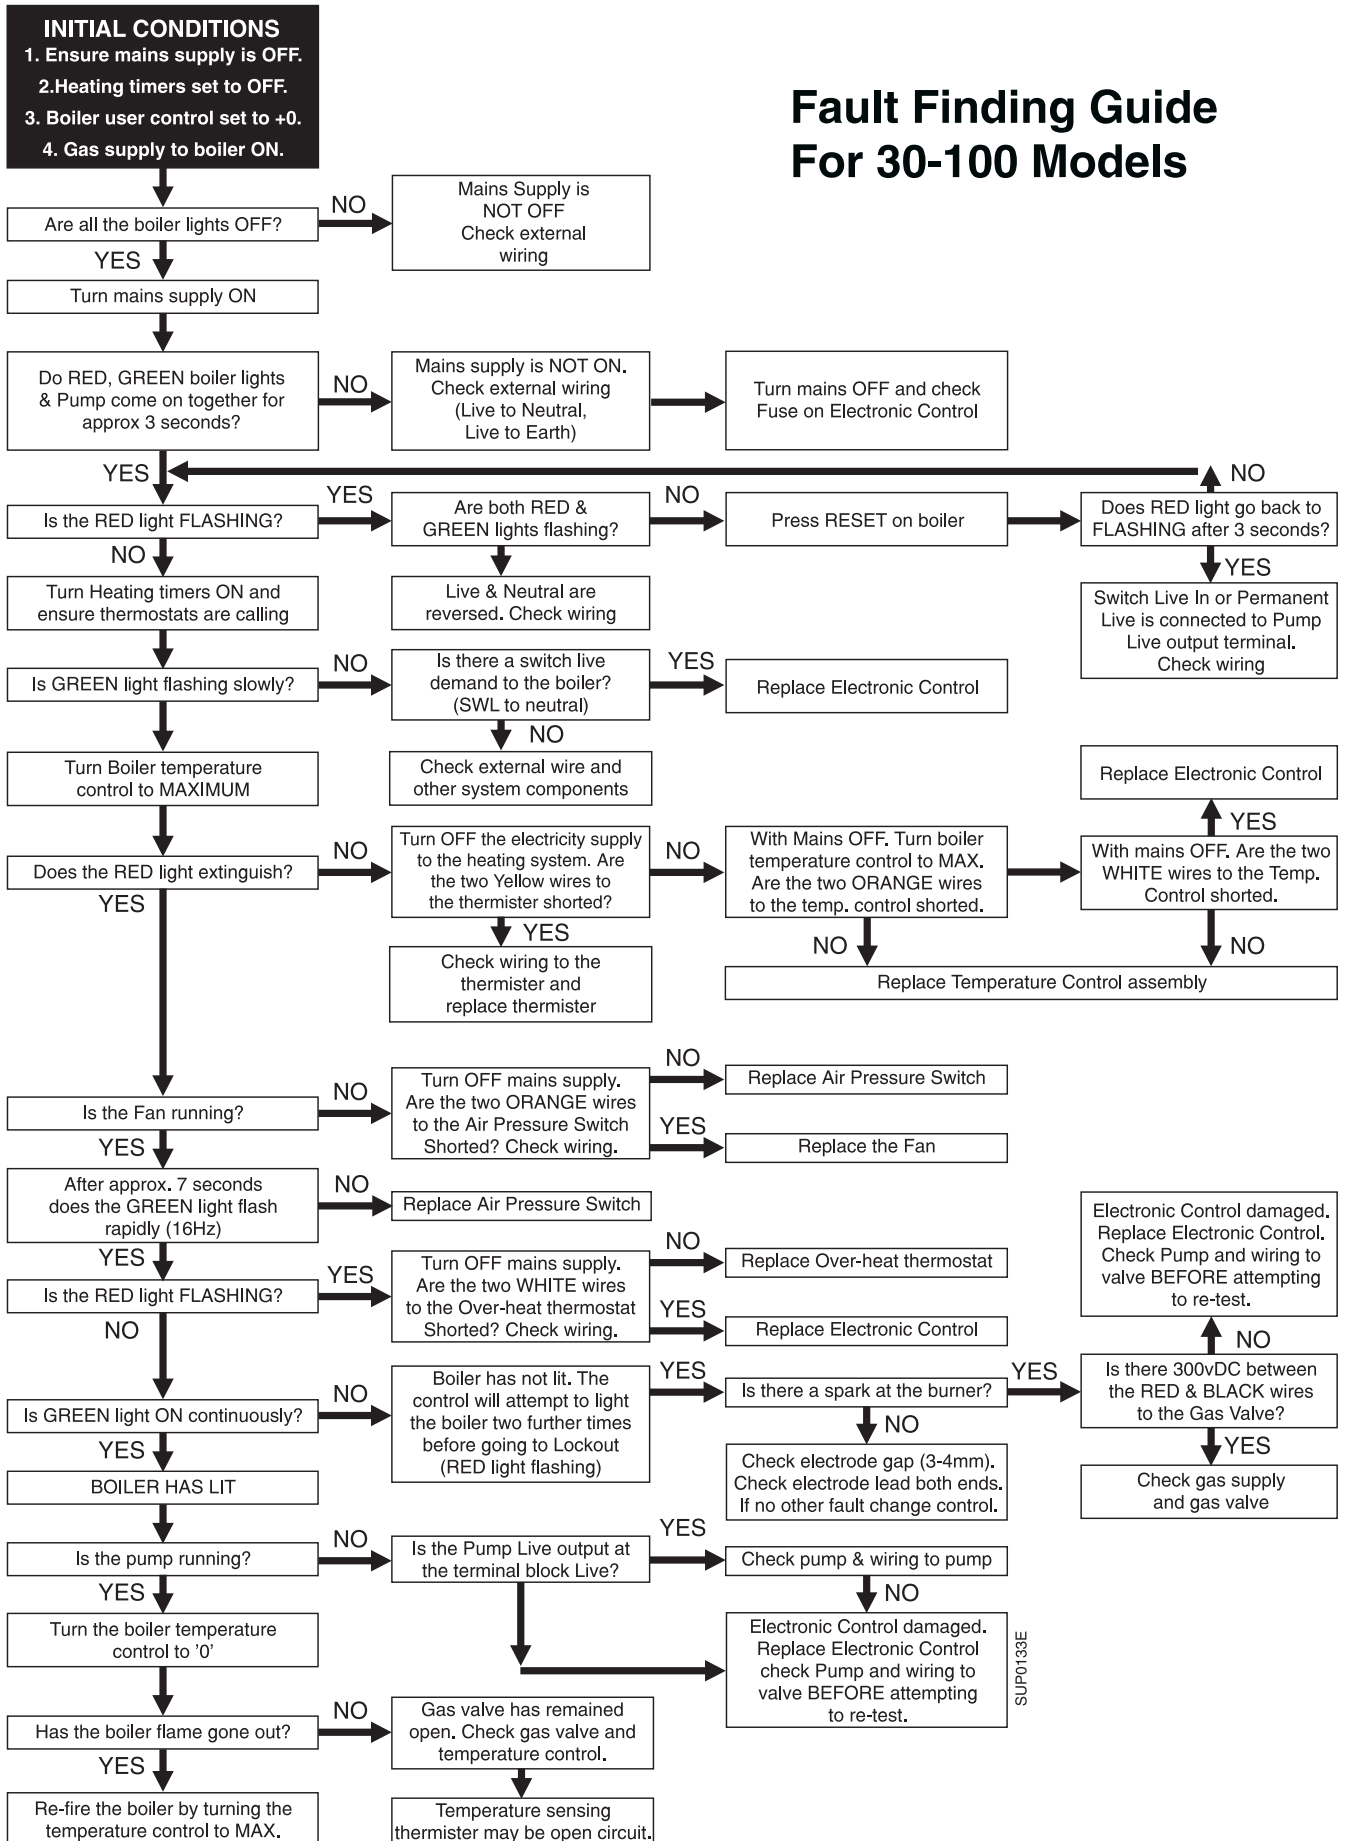 INITIAL CONDITIONS
1. Ensure mains supply is OFF.
2.Heating timers set to OFF.
3. Boiler user control set to +0.
4. Gas supply to boiler ON.
Fault Finding Guide
For 30-100 Models
Are all the boiler lights OFF?
NO
Mains Supply is
NOT OFF
Check external
wiring
YES
Turn mains supply ON
Do RED, GREEN boiler lights
& Pump come on together for
approx 3 seconds?
NO
Mains supply is NOT ON.
Check external wiring
(Live to Neutral,
Live to Earth)
Turn mains OFF and check
Fuse on Electronic Control
YES
Is the RED light FLASHING?
YES
Are both RED &
GREEN lights flashing?
NO
Press RESET on boiler
Does RED light go back to
FLASHING after 3 seconds?
NO
YES
Switch Live In or Permanent
Live is connected to Pump
Live output terminal.
Check wiring
Live & Neutral are
reversed. Check wiring
NO
Turn Heating timers ON and
ensure thermostats are calling
Is GREEN light flashing slowly?
NO
Is there a switch live
demand to the boiler?
(SWL to neutral)
YES
Replace Electronic Control
NO
Check external wire and
other system components
Turn Boiler temperature
control to MAXIMUM
Does the RED light extinguish?
NO
Turn OFF the electricity supply
to the heating system. Are
the two Yellow wires to
the thermister shorted?
NO
With Mains OFF. Turn boiler
temperature control to MAX.
Are the two ORANGE wires
to the temp. control shorted.
With mains OFF. Are the two
WHITE wires to the Temp.
Control shorted.
YES
Replace Electronic Control
YES
Check wiring to the
thermister and
replace thermister
NO
NO
Replace Temperature Control assembly
YES
Is the Fan running?
NO
Turn OFF mains supply.
Are the two ORANGE wires
to the Air Pressure Switch
Shorted? Check wiring.
NO
Replace Air Pressure Switch
YES
Replace the Fan
YES
After approx. 7 seconds
does the GREEN light flash
rapidly (16Hz)
NO
Replace Air Pressure Switch
YES
Is the RED light FLASHING?
YES
Turn OFF mains supply.
Are the two WHITE wires
to the Over-heat thermostat
Shorted? Check wiring.
NO
Replace Over-heat thermostat
YES
Replace Electronic Control
NO
Is GREEN light ON continuously?
NO
Boiler has not lit. The
control will attempt to light
the boiler two further times
before going to Lockout
(RED light flashing)
YES
Is there a spark at the burner?
YES
Is there 300vDC between
the RED & BLACK wires
to the Gas Valve?
NO
Electronic Control damaged.
Replace Electronic Control.
Check Pump and wiring to
valve BEFORE attempting
to re-test.
YES
Check gas supply
and gas valve
NO
Check electrode gap (3-4mm).
Check electrode lead both ends.
If no other fault change control.
YES
BOILER HAS LIT
Is the pump running?
NO
Is the Pump Live output at
the terminal block Live?
YES
Check pump & wiring to pump
NO
Electronic Control damaged.
Replace Electronic Control
check Pump and wiring to
valve BEFORE attempting
to re-test.
SUP0133E
YES
Turn the boiler temperature
control to '0'
Has the boiler flame gone out?
NO
Gas valve has remained
open. Check gas valve and
temperature control.
Temperature sensing
thermister may be open circuit.
YES
Re-fire the boiler by turning the
temperature control to MAX.